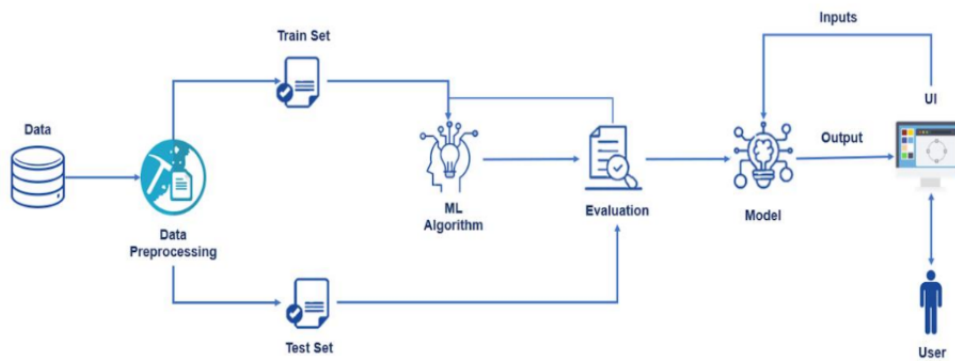 Inputs
Train Set
UI
Data
Output
ML
Algorithm
Evaluation
Model
Data
Preprocessing
Test Set
User